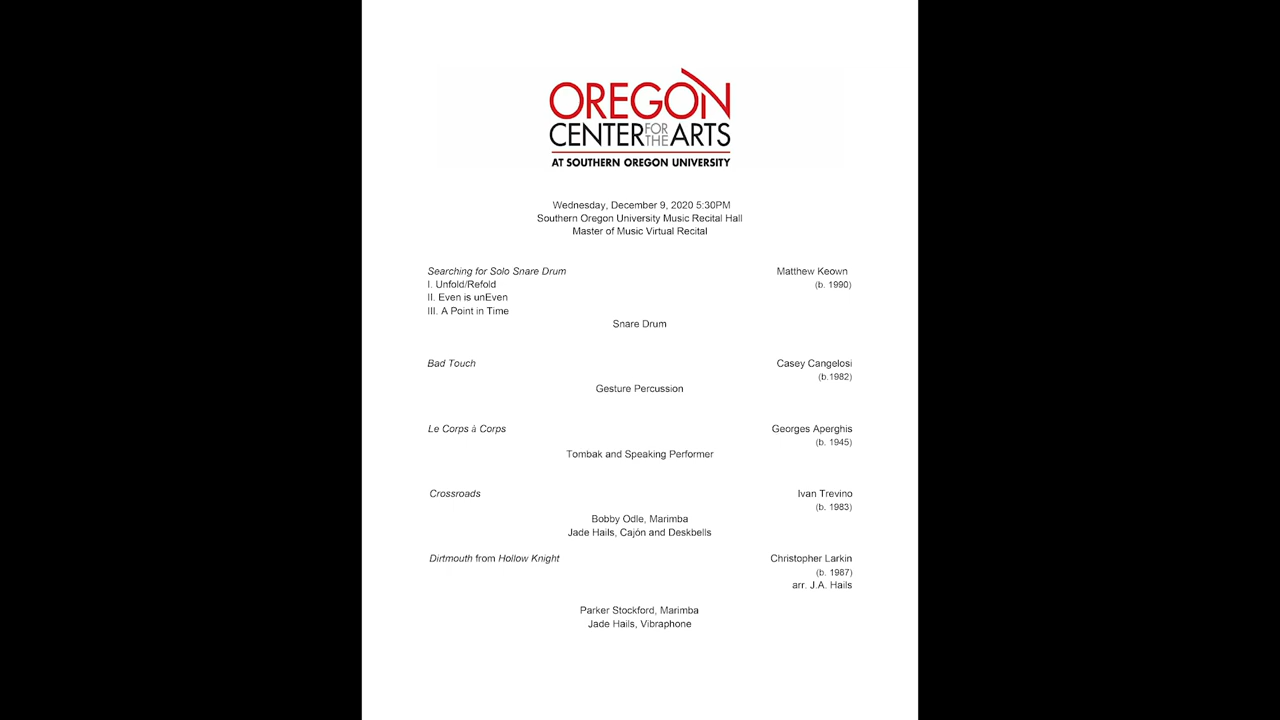 OREGON
CENTER FOR THE ARTS
AT SOUTHERN OREGON UNIVERSITY
Wednesday, December 9, 2020 5:30PM
Southern Oregon University Music Recital Hall
Master of Music Virtual Recital
Searching for Solo Snare Drum Matthew Keown
I. Unfold/Refold (b. 1990)
II. Even is unEven
III. A Point in Time
Snare Drum
Bad Touch Casey Cangelosi
(b.1982)
Gesture Percussion
Le Corps à Corps Georges Aperghis
(b. 1945)
Tombak and Speaking Performer
Crossroads Ivan Trevino
(b. 1983)
Bobby Odle, Marimba
Jade Hails, Cajón and Deskbells
Dirtmouth from Hollow Knight Christopher Larkin
(b. 1987)
arr. J.A. Hails
Parker Stockford, Marimba
Jade Hails, Vibraphone